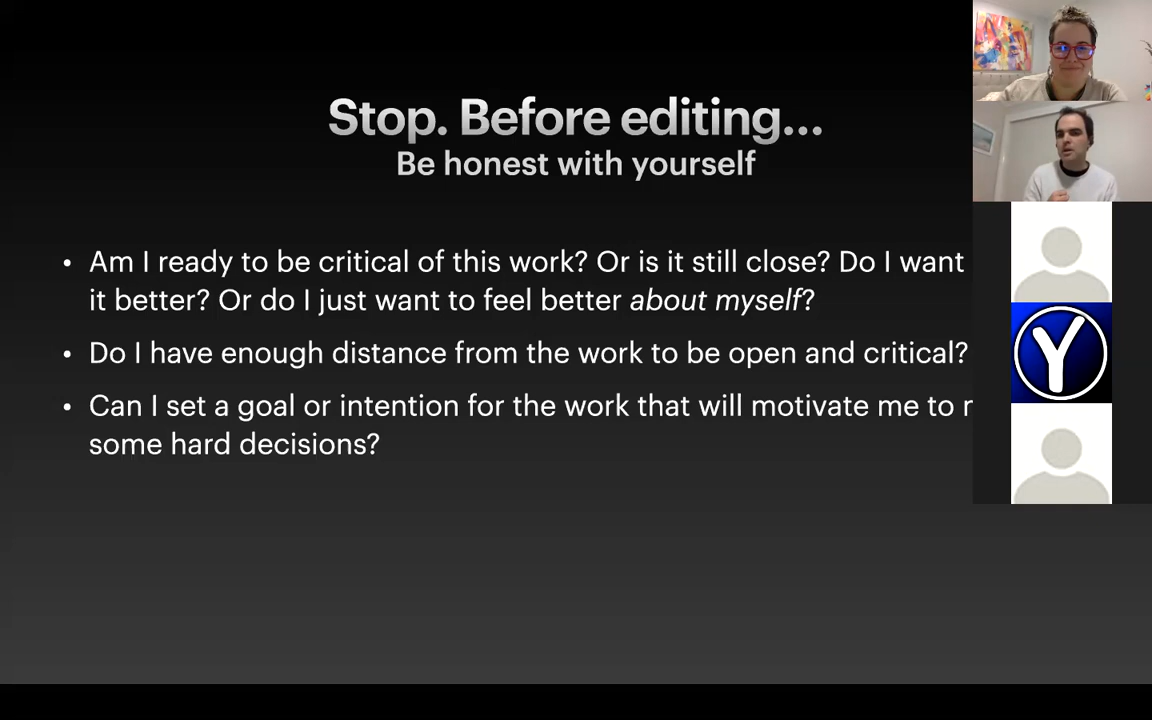 Stop. Before editing...
Be honest with yourself
• Am I ready to be critical of this work? Or is it still close? Do I want
it better? Or do I just want to feel better about myself?
• Do I have enough distance from the work to be open and critical?
• Can I set a goal or intention for the work that will motivate me to
some hard decisions?
Y